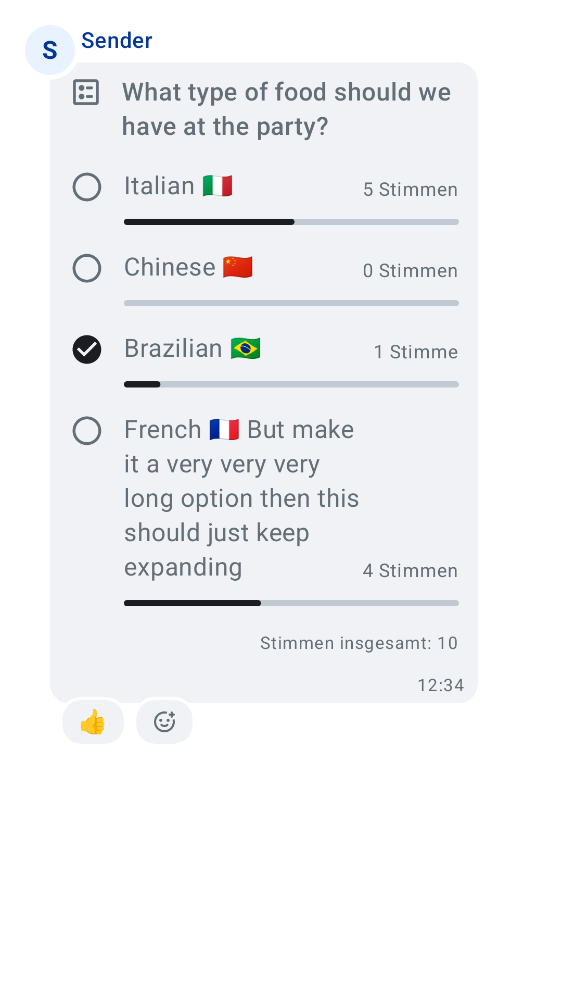 S
Sender
What type of food should we
have at the party?
Italian 🇮🇹
5 Stimmen
Chinese 🇨🇳
0 Stimmen
Brazilian 🇧🇷
1 Stimme
French 🇫🇷 But make
it a very very very
long option then this
should just keep
expanding
4 Stimmen
Stimmen insgesamt: 10
12:34
👍